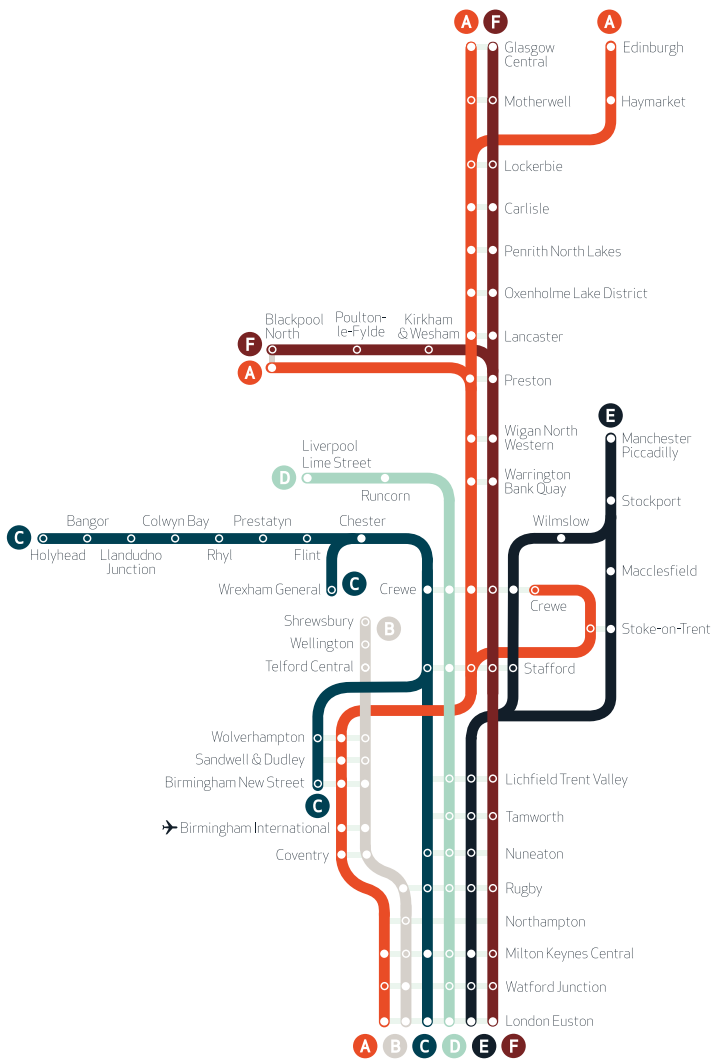 A
F
A
Glasgow
Central
Edinburgh
Motherwell
Haymarket
Lockerbie
Carlisle
Penrith North Lakes
Oxenholme Lake District
Blackpool
North
Poulton-
le-Fylde
Kirkham
& Wesham
Lancaster
F
A
Preston
E
Wigan North
Western
Manchester
Piccadilly
Liverpool
Lime Street
D
Runcorn
Warrington
Bank Quay
Stockport
C
Holyhead
Bangor
Llandudno
Junction
Colwyn Bay
Rhyl
Prestatyn
Flint
Chester
Wilmslow
Macclesfield
Wrexham General
C
Crewe
Crewe
Shrewsbury
B
Stoke-on-Trent
Wellington
Telford Central
Stafford
Wolverhampton
Sandwell & Dudley
Birmingham New Street
Lichfield Trent Valley
C
Tamworth
Birmingham International
Coventry
Nuneaton
Rugby
Northampton
Milton Keynes Central
Watford Junction
London Euston
A
B
C
D
E
F